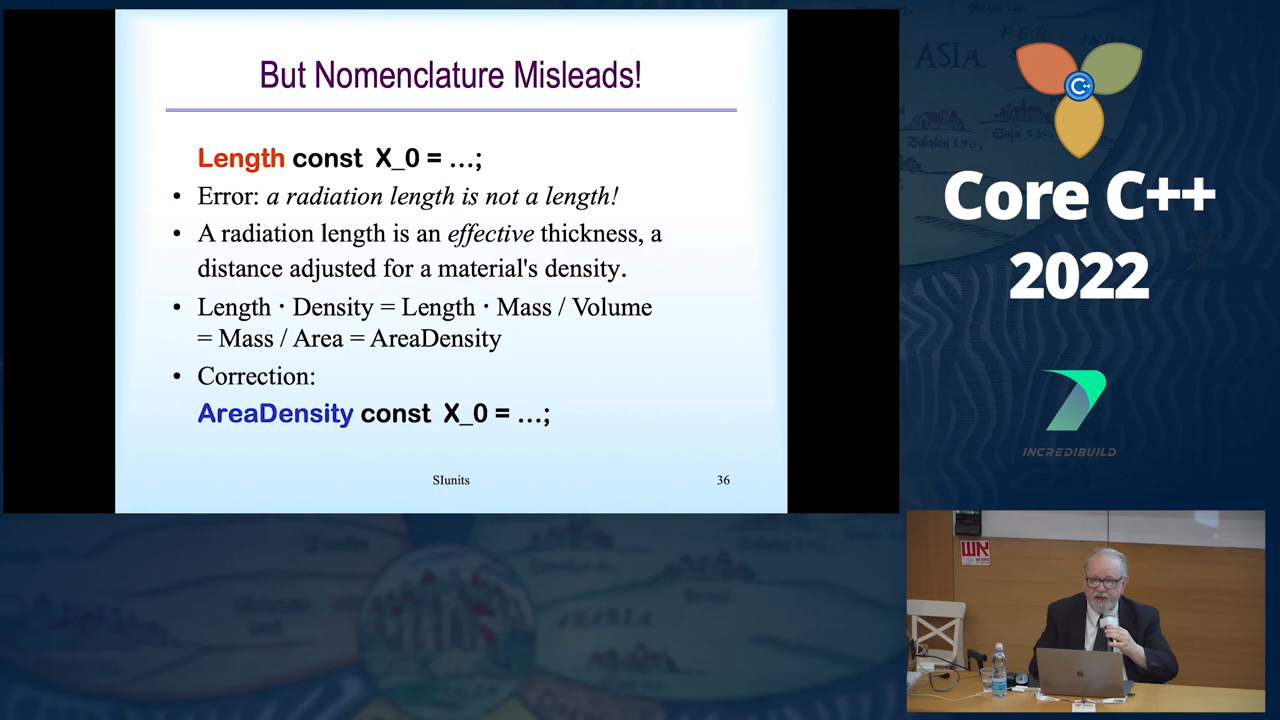 But Nomenclature Misleads!
Length const X_0 = …;
• Error: a radiation length is not a length!
• A radiation length is an effective thickness, a
distance adjusted for a material's density.
• Length · Density = Length · Mass / Volume
= Mass / Area = AreaDensity
• Correction:
AreaDensity const X_0 = …;
SIunits
36
ASIA
C++
Core C++
2022
INCREDIBUILD